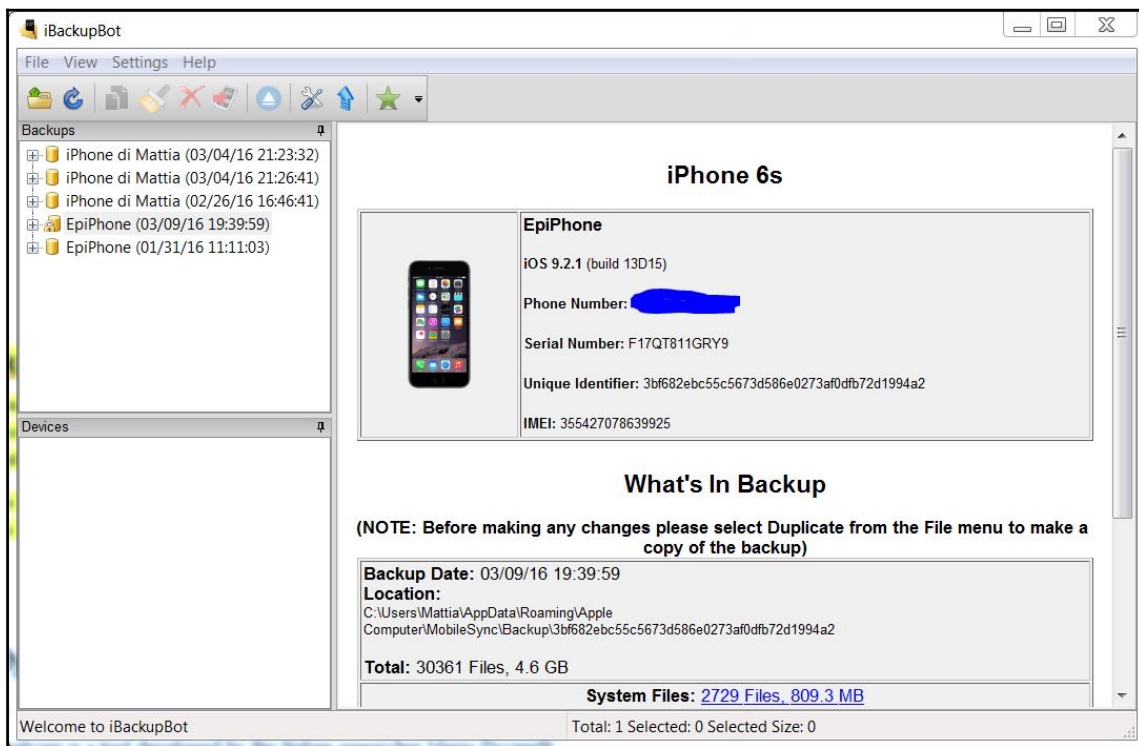 iBackupBot
File View Settings Help
Backups
iPhone di Mattia (03/04/16 21:23:32)
iPhone di Mattia (03/04/16 21:26:41)
iPhone di Mattia (02/26/16 16:46:41)
EpiPhone (03/09/16 19:39:59)
EpiPhone (01/31/16 11:11:03)
Devices
iPhone 6s
EpiPhone
iOS 9.2.1 (build 13D15)
Phone Number:
Serial Number: F17QT811GRY9
Unique Identifier: 3bf682ebc55c5673d586e0273af0dfb72d1994a2
IMEI: 355427078639925
What's In Backup
(NOTE: Before making any changes please select Duplicate from the File menu to make a
copy of the backup)
Backup Date: 03/09/16 19:39:59
Location:
C:\Users\Mattia\AppData\Roaming\Apple
Computer\MobileSync\Backup\3bf682ebc55c5673d586e0273af0dfb72d1994a2
Total: 30361 Files, 4.6 GB
System Files: 2729 Files, 809.3 MB
Welcome to iBackupBot
Total: 1 Selected: 0 Selected Size: 0